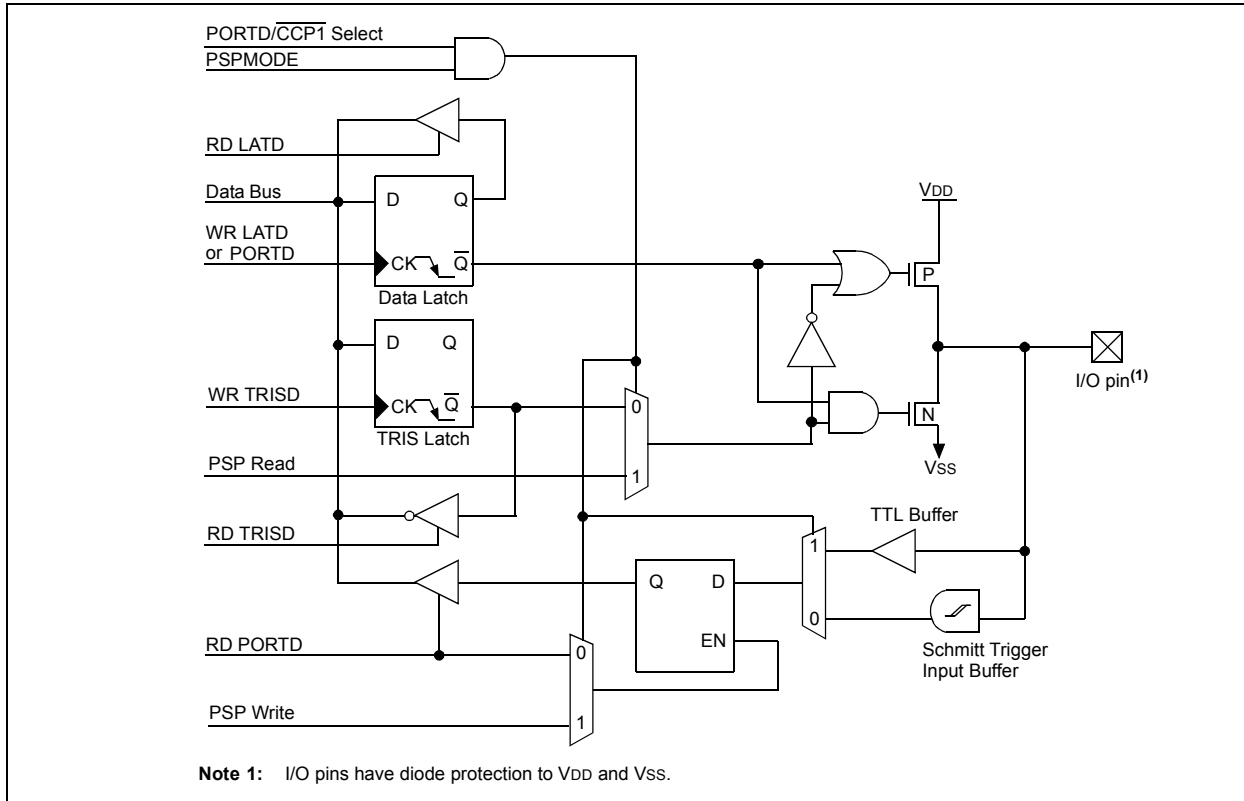 PORTD/CCP1 Select
PSPMODE
RD LATD
Data Bus
D Q
WR LATD
or PORTD
CK Q
Data Latch
VDD
P
D Q
WR TRISD
CK Q
TRIS Latch
0
I/O pin(1)
N
VSS
PSP Read
1
TTL Buffer
RD TRISD
1
Q D
0
EN
RD PORTD
0
Schmitt Trigger
Input Buffer
PSP Write
1
Note 1: I/O pins have diode protection to VDD and VSS.